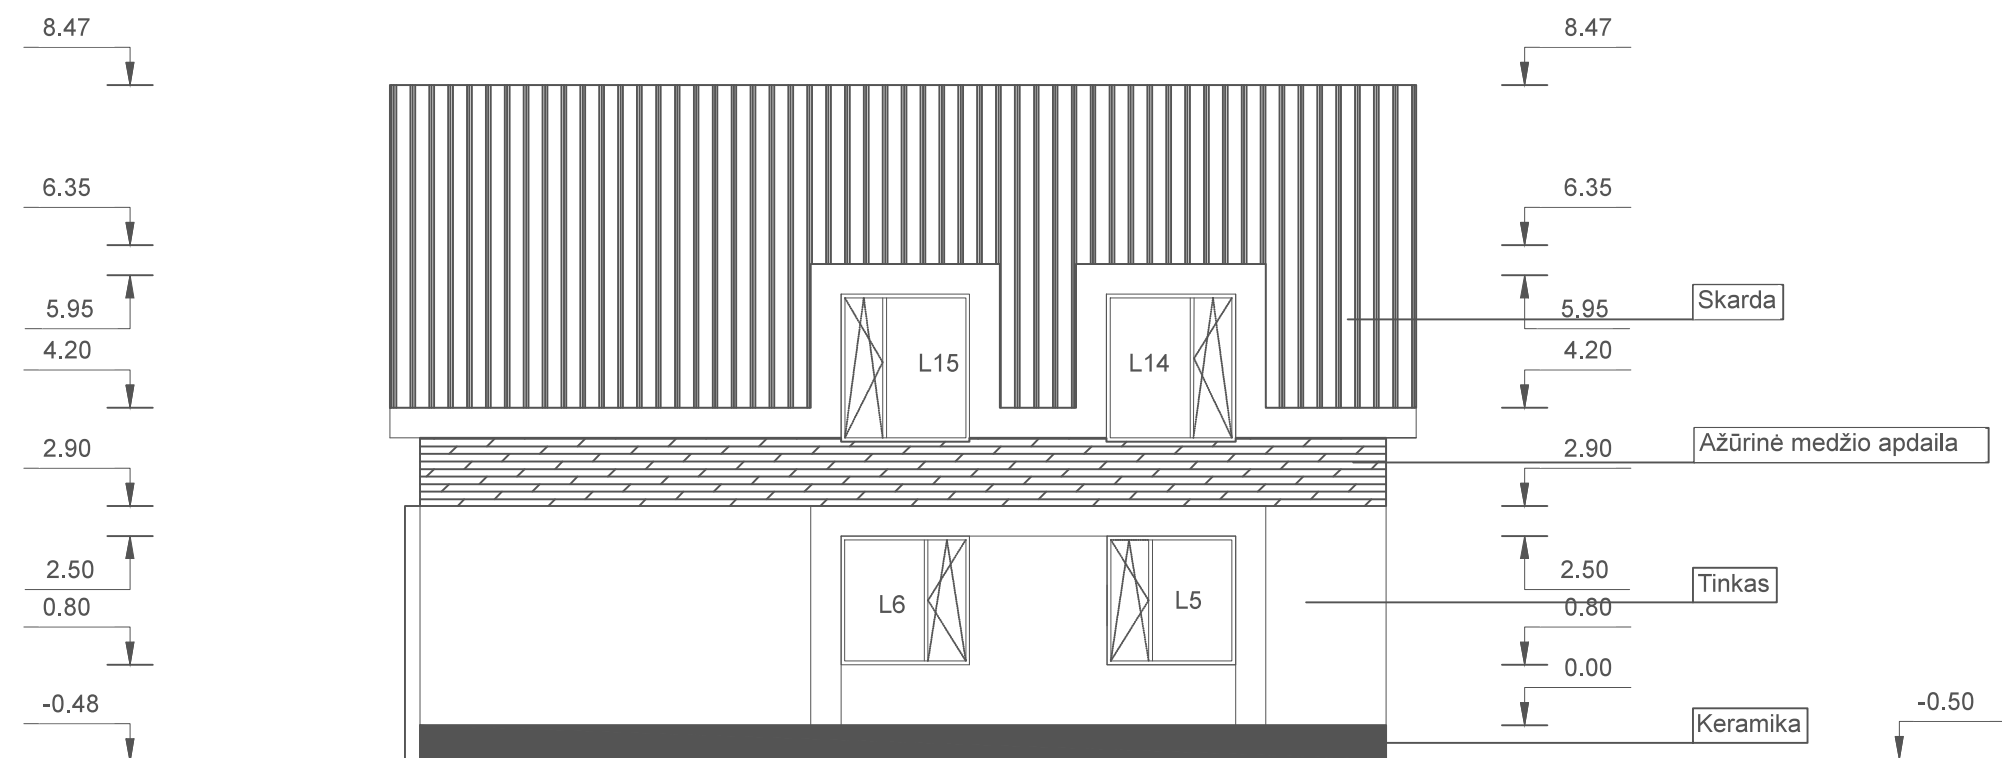 8.47
8.47
6.35
6.35
5.95
5.95
Skarda
4.20
4.20
L15
L14
2.90
2.90
Ažūrinė medžio apdaila
2.50
2.50
Tinkas
0.80
0.80
L6
L5
0.00
-0.48
-0.50
Keramika